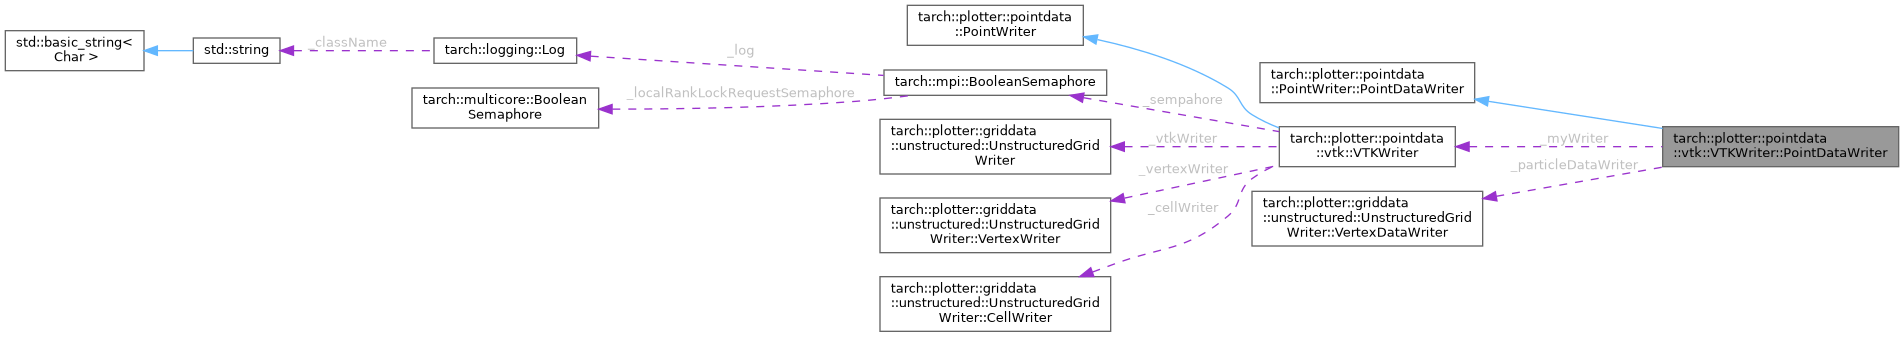 std::basic_string<
Char >
std::string
_className
tarch::logging::Log
tarch::multicore::Boolean
Semaphore
_log
_localRankLockRequestSemaphore
tarch::plotter::pointdata
::PointWriter
tarch::mpi::BooleanSemaphore
tarch::plotter::griddata
::unstructured::UnstructuredGrid
Writer
tarch::plotter::griddata
::unstructured::UnstructuredGrid
Writer::VertexWriter
tarch::plotter::griddata
::unstructured::UnstructuredGrid
Writer::CellWriter
_sempahore
_vtkWriter
_vertexWriter
_cellWriter
tarch::plotter::pointdata
::PointWriter::PointDataWriter
tarch::plotter::pointdata
::vtk::VTKWriter
tarch::plotter::griddata
::unstructured::UnstructuredGrid
Writer::VertexDataWriter
_myWriter
_particleDataWriter
tarch::plotter::pointdata
::vtk::VTKWriter::PointDataWriter